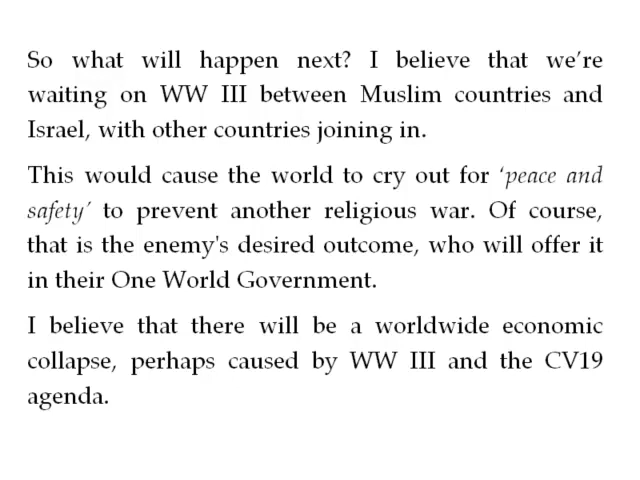 So what will happen next? I believe that we’re
waiting on WW III between Muslim countries and
Israel, with other countries joining in.
This would cause the world to cry out for ‘peace and
safety’ to prevent another religious war. Of course,
that is the enemy's desired outcome, who will offer it
in their One World Government.
I believe that there will be a worldwide economic
collapse, perhaps caused by WW III and the CV19
agenda.